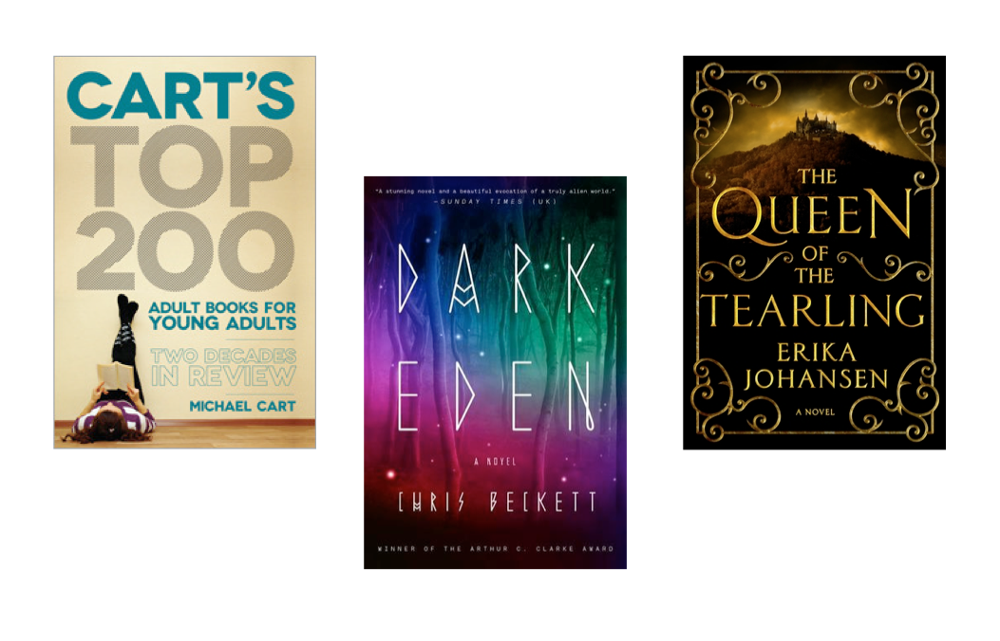 CART'S
TOP
200
ADULT BOOKS FOR
YOUNG ADULTS
TWO DECADES
IN REVIEW
MICHAEL CART
"A stunning novel and a beautiful evocation of a truly alien world."
—SUNDAY TIMES (UK)
DARK
EDEN
A NOVEL
CHRIS BECKETT
WINNER OF THE ARTHUR C. CLARKE AWARD
THE
QUEEN
OF
THE
TEARLING
ERIKA
JOHANSEN
A NOVEL